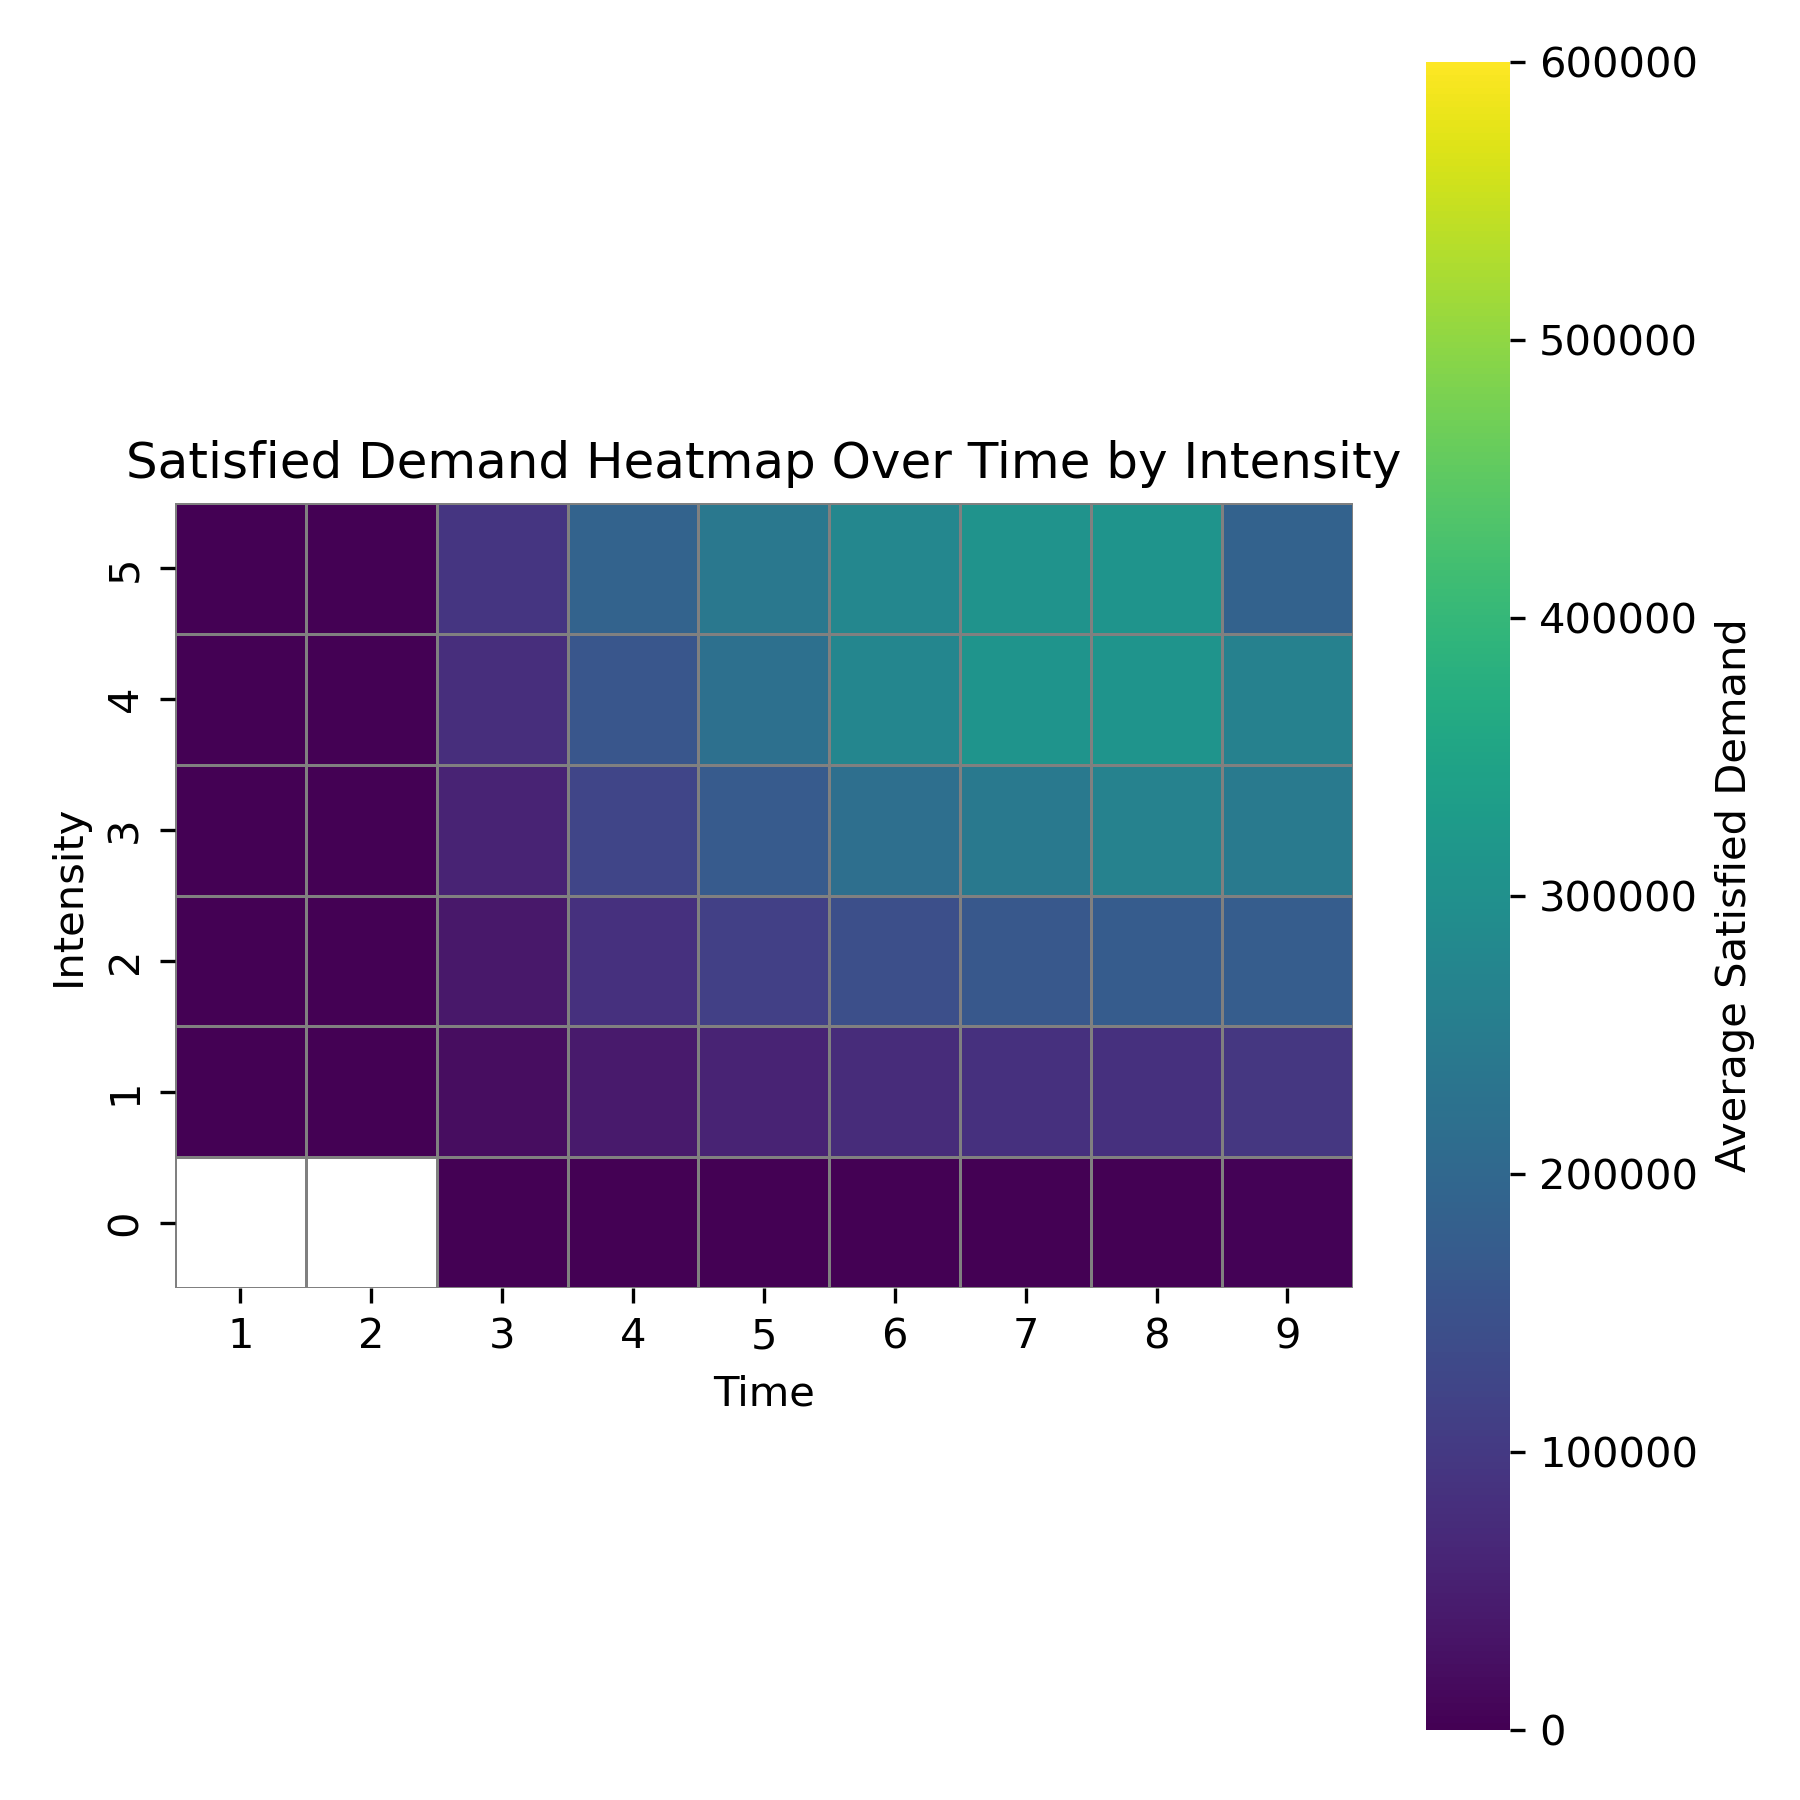 Satisfied Demand Heatmap Over Time by Intensity
Intensity
5
4
3
2
1
0
1 2 3 4 5 6 7 8 9
Time
600000
500000
400000
300000
200000
100000
0
Average Satisfied Demand